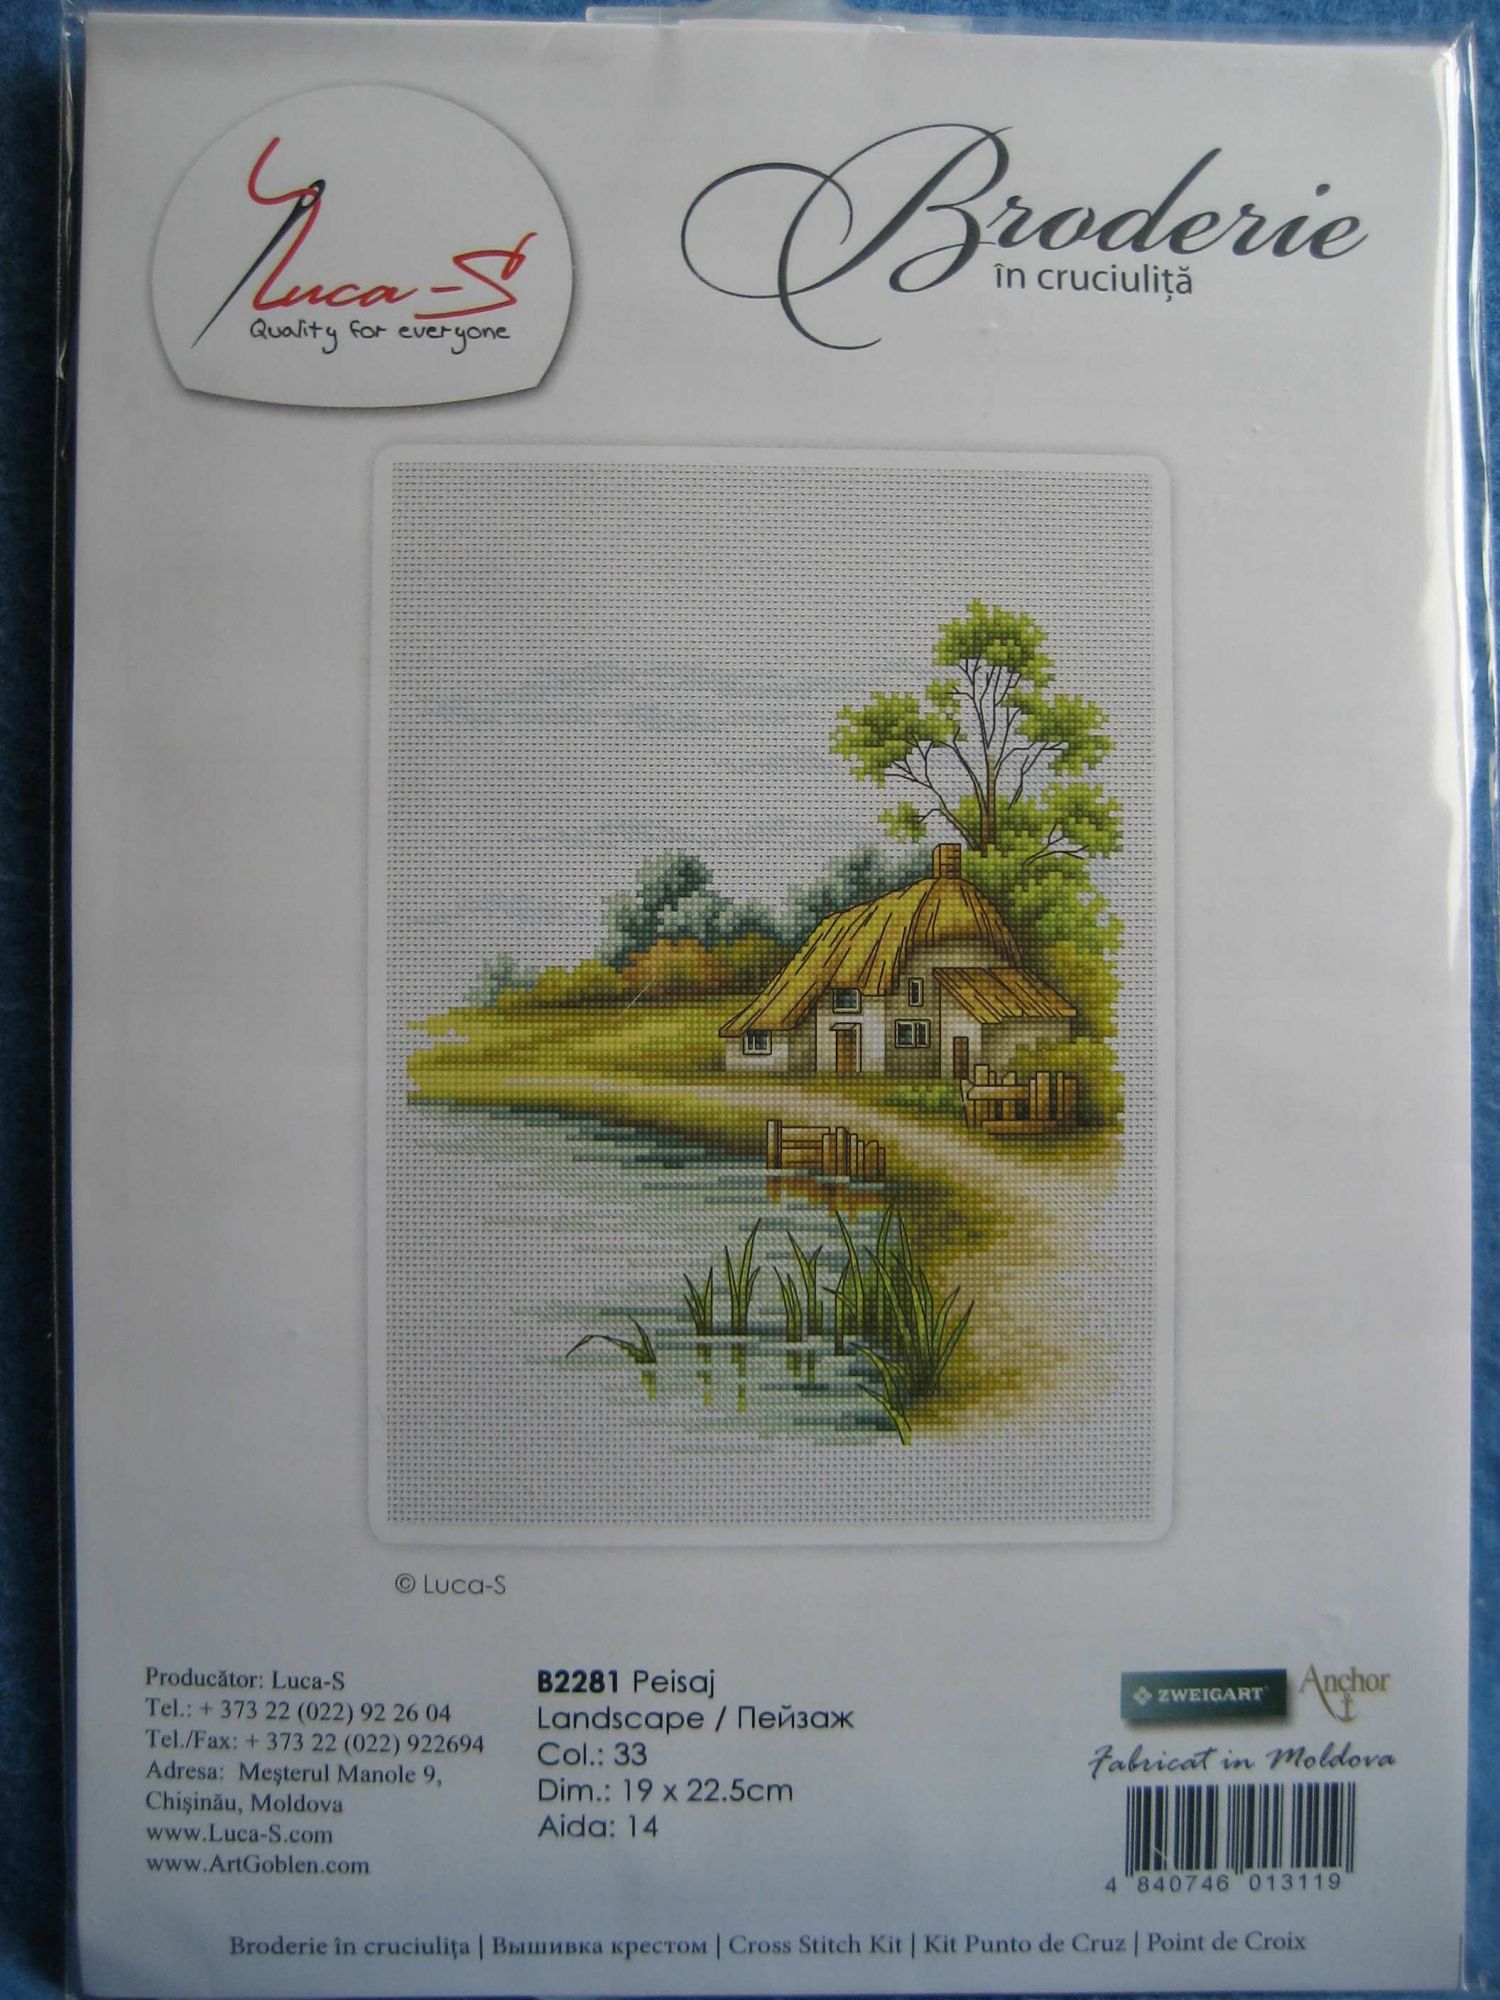 Luca-S
Quality for everyone
Broderie
în cruciuliță
© Luca-S
Producător: Luca-S
Tel.: + 373 22 (022) 92 26 04
Tel./Fax: + 373 22 (022) 922694
Adresa: Meşterul Manole 9,
Chişinău, Moldova
www.Luca-S.com
www.ArtGoblen.com
B2281 Peisaj
Landscape / Пейзаж
Col.: 33
Dim.: 19 x 22.5cm
Aida: 14
ZWEIGART
Anchor
Fabricat in Moldova
4 840746 013119
Broderie în cruciulița | Вышивка крестом | Cross Stitch Kit | Kit Punto de Cruz | Point de Croix